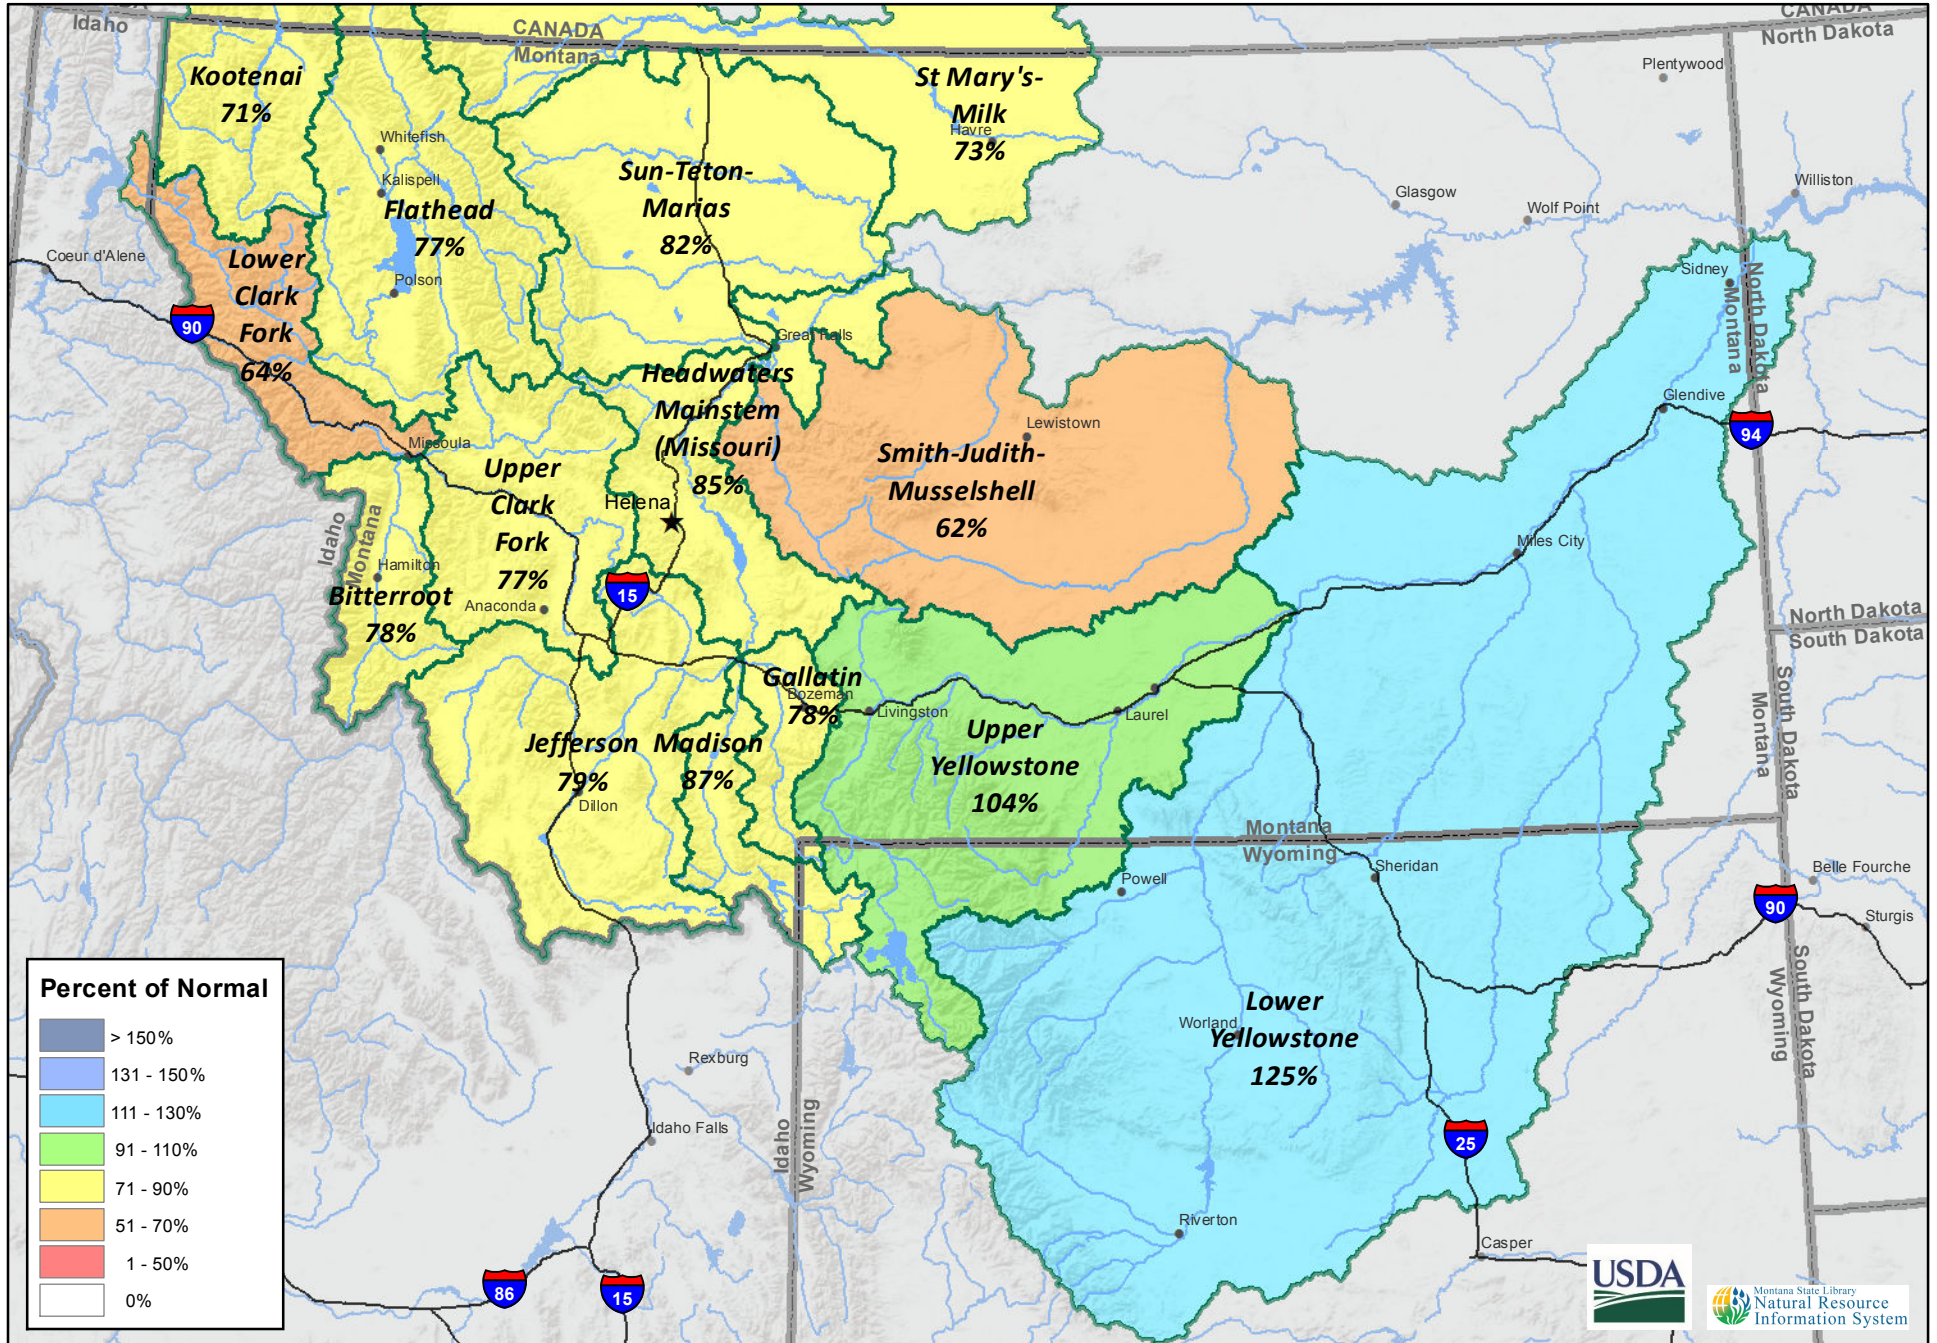 Idaho
CANADA
Montana
CANADA
North Dakota
Kootenai
71%
Whitefish
Kalispell
Flathead
77%
Polson
Sun-Teton-
Marias
82%
St Mary's-
Milk
Havre
73%
Plentywood
Glasgow
Wolf Point
Williston
Coeur d'Alene
90
Lower
Clark
Fork
64%
Missoula
Great Falls
Headwaters
Mainstem
(Missouri)
85%
Helena
Lewistown
Smith-Judith-
Musselshell
62%
Sidney
North Dakota
Montana
Glendive
94
Miles City
Upper
Clark
Fork
77%
Anaconda
15
Idaho
Montana
Hamilton
Bitterroot
78%
North Dakota
South Dakota
Gallatin
Bozeman
78%
Livingston
Laurel
Upper
Yellowstone
104%
Jefferson
79%
Dillon
Madison
87%
South Dakota
Montana
Montana
Wyoming
Powell
Sheridan
Belle Fourche
90
Sturgis
South Dakota
Wyoming
Lower
Worland
Yellowstone
125%
Rexburg
Idaho Falls
Idaho
Wyoming
25
Riverton
Casper
86
15
Percent of Normal
> 150%
131 - 150%
111 - 130%
91 - 110%
71 - 90%
51 - 70%
1 - 50%
0%
USDA
Montana State Library
Natural Resource
Information System